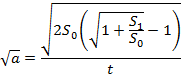 √a = √(2S₀(√(1 + S₁/S₀) − 1)) / t